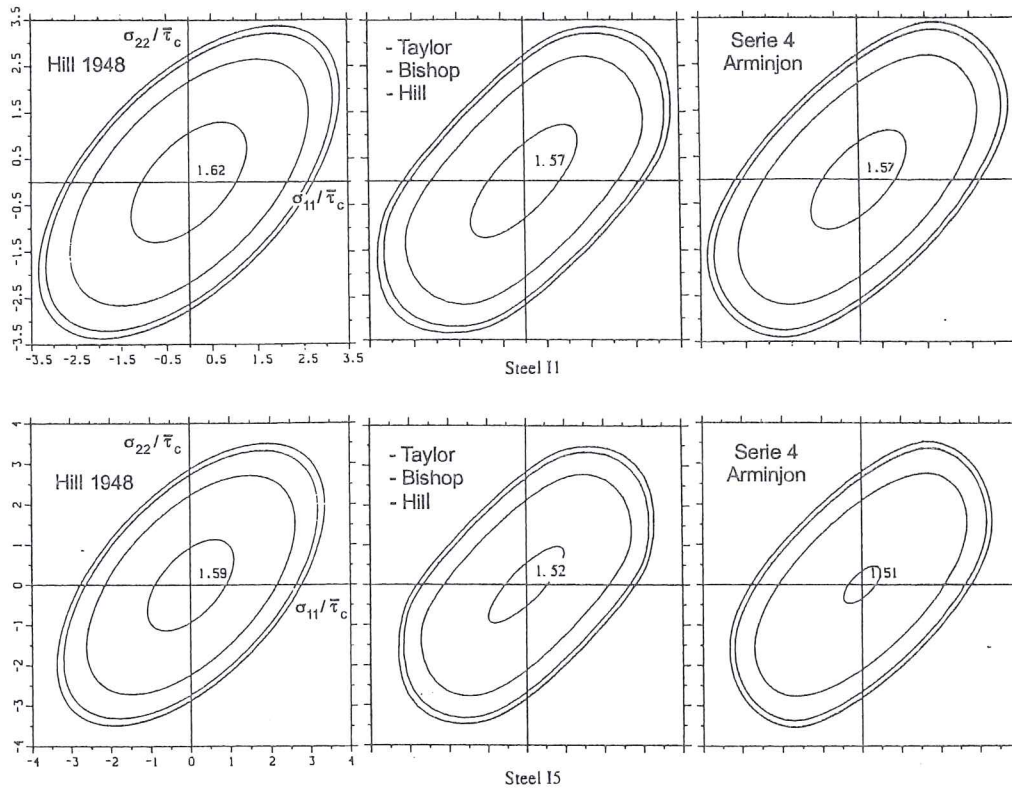 3.5
2.5
1.5
0.5
-0.5
-1.5
-2.5
-3.5
σ22/τ̅c
Hill 1948
1.62
σ11/τ̅c
-3.5 -2.5 -1.5 -0.5 0.5 1.5 2.5 3.5
- Taylor
- Bishop
- Hill
1.57
Serie 4
Arminjon
1.57
Steel I1
4
3
2
1
0
-1
-2
-3
-4
σ22/τ̅c
Hill 1948
1.59
σ11/τ̅c
-4 -3 -2 -1 0 1 2 3 4
- Taylor
- Bishop
- Hill
1.52
Serie 4
Arminjon
1.51
Steel I5